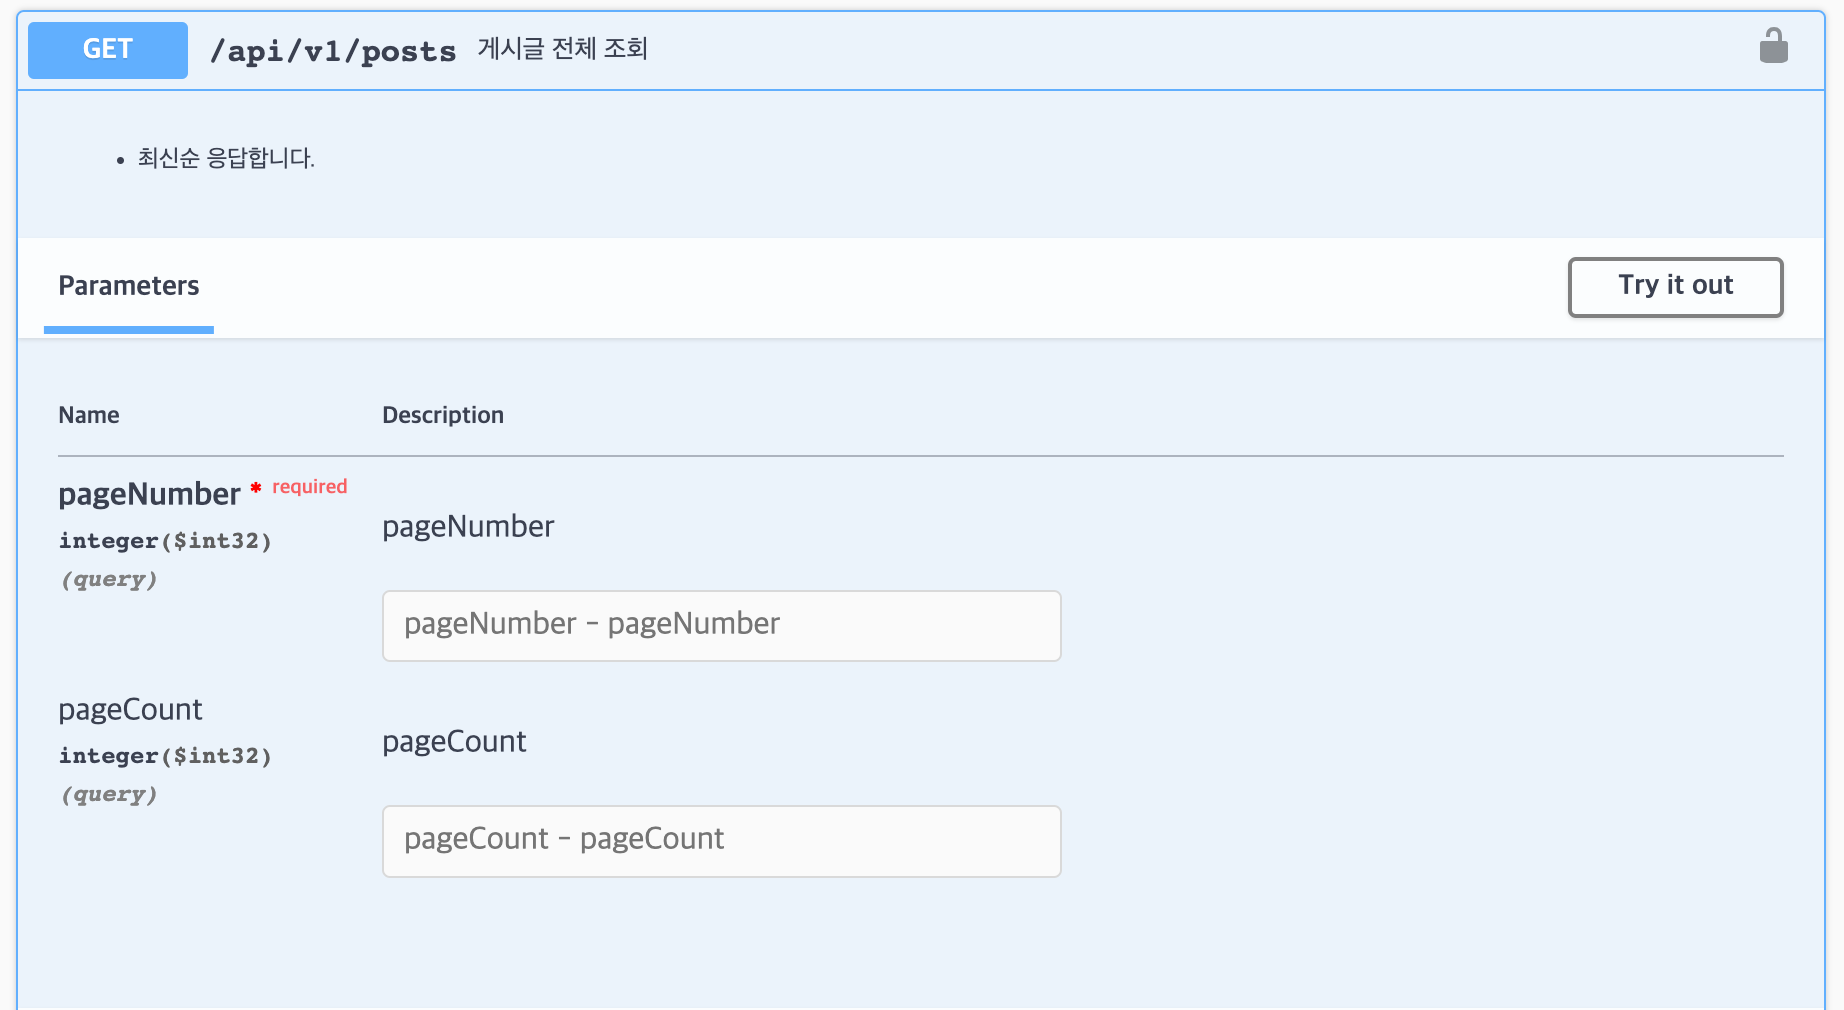 GET /api/v1/posts 게시글 전체 조회
• 최신순 응답합니다.
Parameters
Try it out
Name Description
pageNumber * required
integer($int32)
(query)
pageNumber
pageNumber - pageNumber
pageCount
integer($int32)
(query)
pageCount
pageCount - pageCount